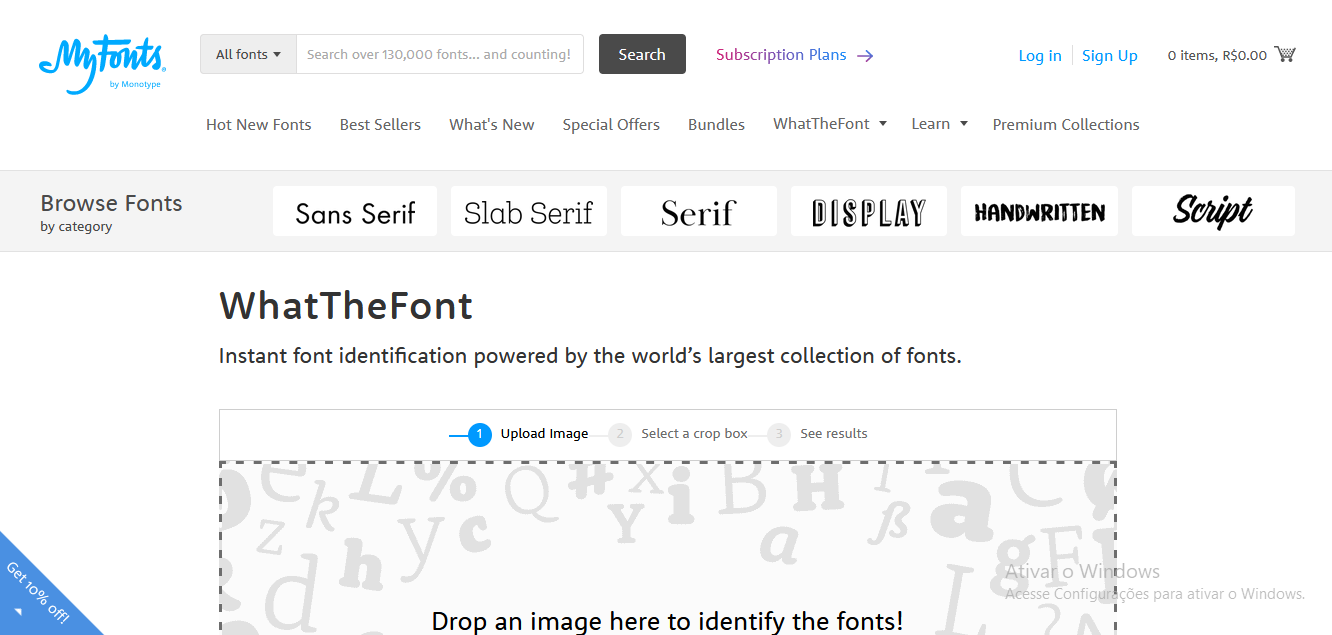 MyFonts
by Monotype
All fonts
Search over 130,000 fonts... and counting!
Search
Subscription Plans
Log in
Sign Up
0 items, R$0.00
Hot New Fonts
Best Sellers
What's New
Special Offers
Bundles
WhatTheFont
Learn
Premium Collections
Browse Fonts
by category
Sans Serif
Slab Serif
Serif
DISPLAY
HANDWRITTEN
Script
WhatTheFont
Instant font identification powered by the world’s largest collection of fonts.
1 Upload Image
2 Select a crop box
3 See results
Drop an image here to identify the fonts!
Get 10% off!
Ativar o Windows
Acesse Configurações para ativar o Windows.